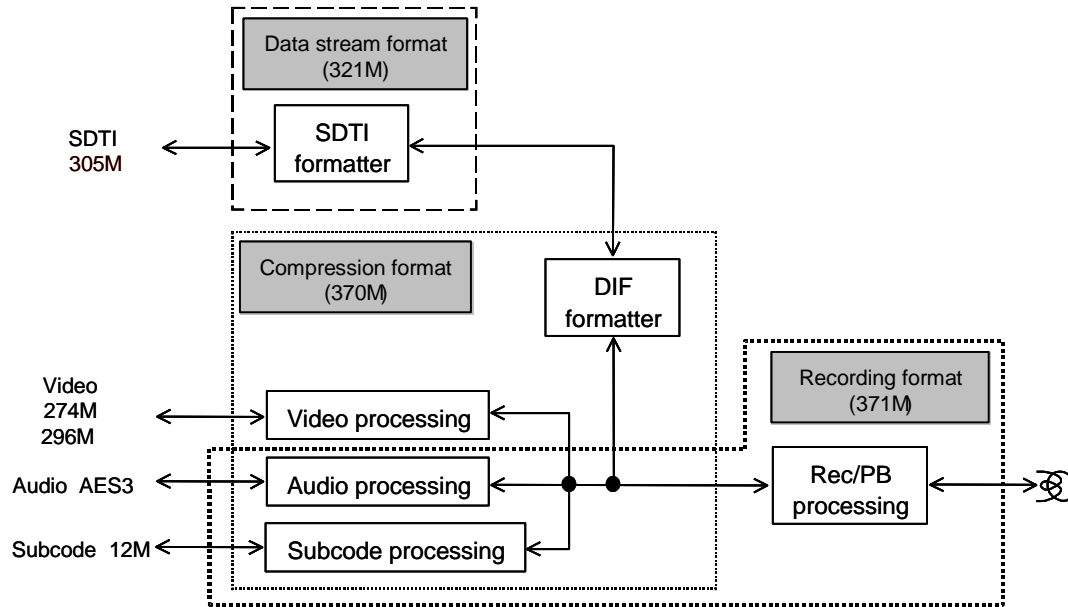 Data stream format
(321M)
SDTI
305M
SDTI
formatter
Compression format
(370M)
DIF
formatter
Recording format
(371M)
Video
274M
296M
Video processing
Audio AES3
Audio processing
Rec/PB
processing
Subcode 12M
Subcode processing